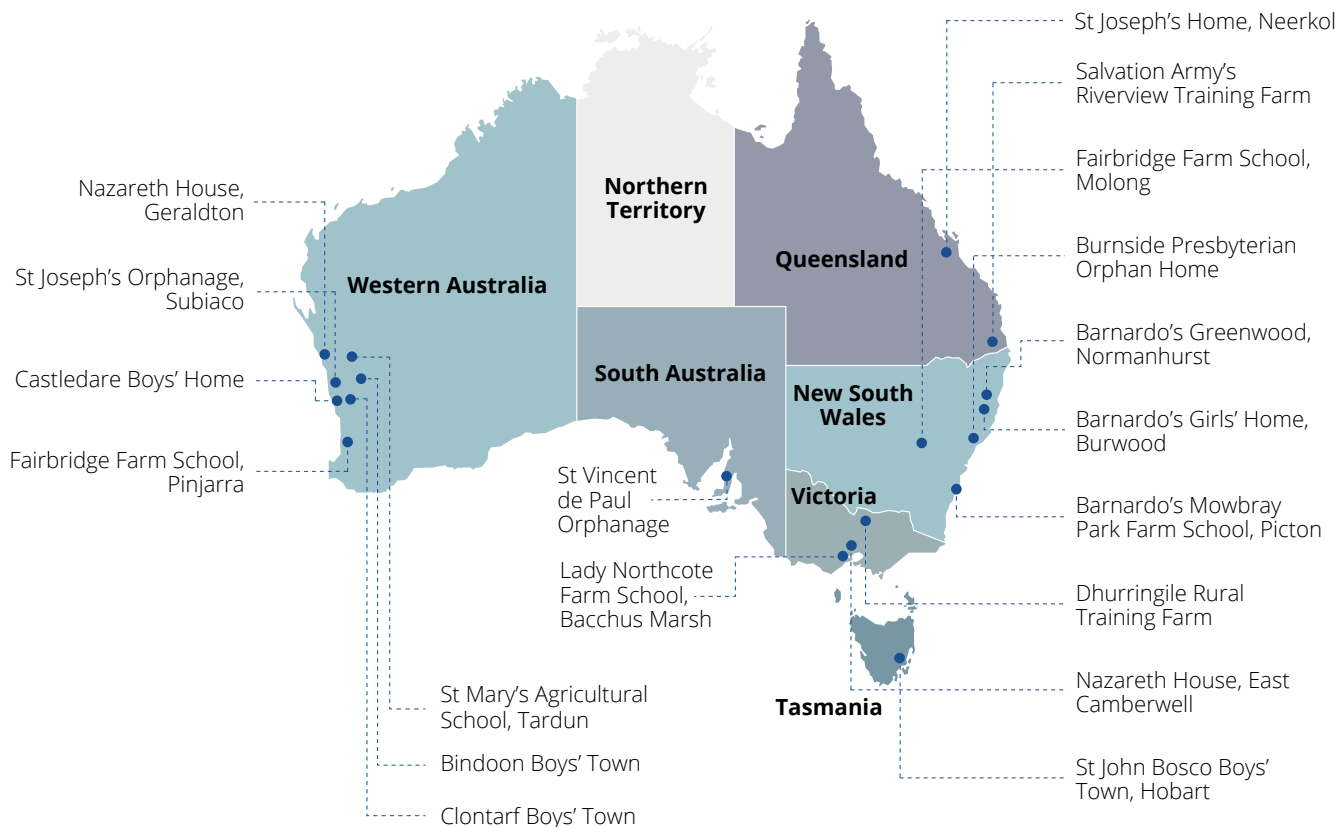 St Joseph’s Home, Neerkol
Salvation Army’s
Riverview Training Farm
Fairbridge Farm School,
Molong
Burnside Presbyterian
Orphan Home
Barnardo’s Greenwood,
Normanhurst
Barnardo’s Girls’ Home,
Burwood
Barnardo’s Mowbray
Park Farm School, Picton
Dhurringile Rural
Training Farm
Nazareth House, East
Camberwell
St John Bosco Boys’
Town, Hobart
Nazareth House,
Geraldton
St Joseph’s Orphanage,
Subiaco
Castledare Boys’ Home
Fairbridge Farm School,
Pinjarra
Northern
Territory
Queensland
Western Australia
South Australia
New South
Wales
Victoria
Tasmania
St Vincent
de Paul
Orphanage
Lady Northcote
Farm School,
Bacchus Marsh
St Mary’s Agricultural
School, Tardun
Bindoon Boys’ Town
Clontarf Boys’ Town